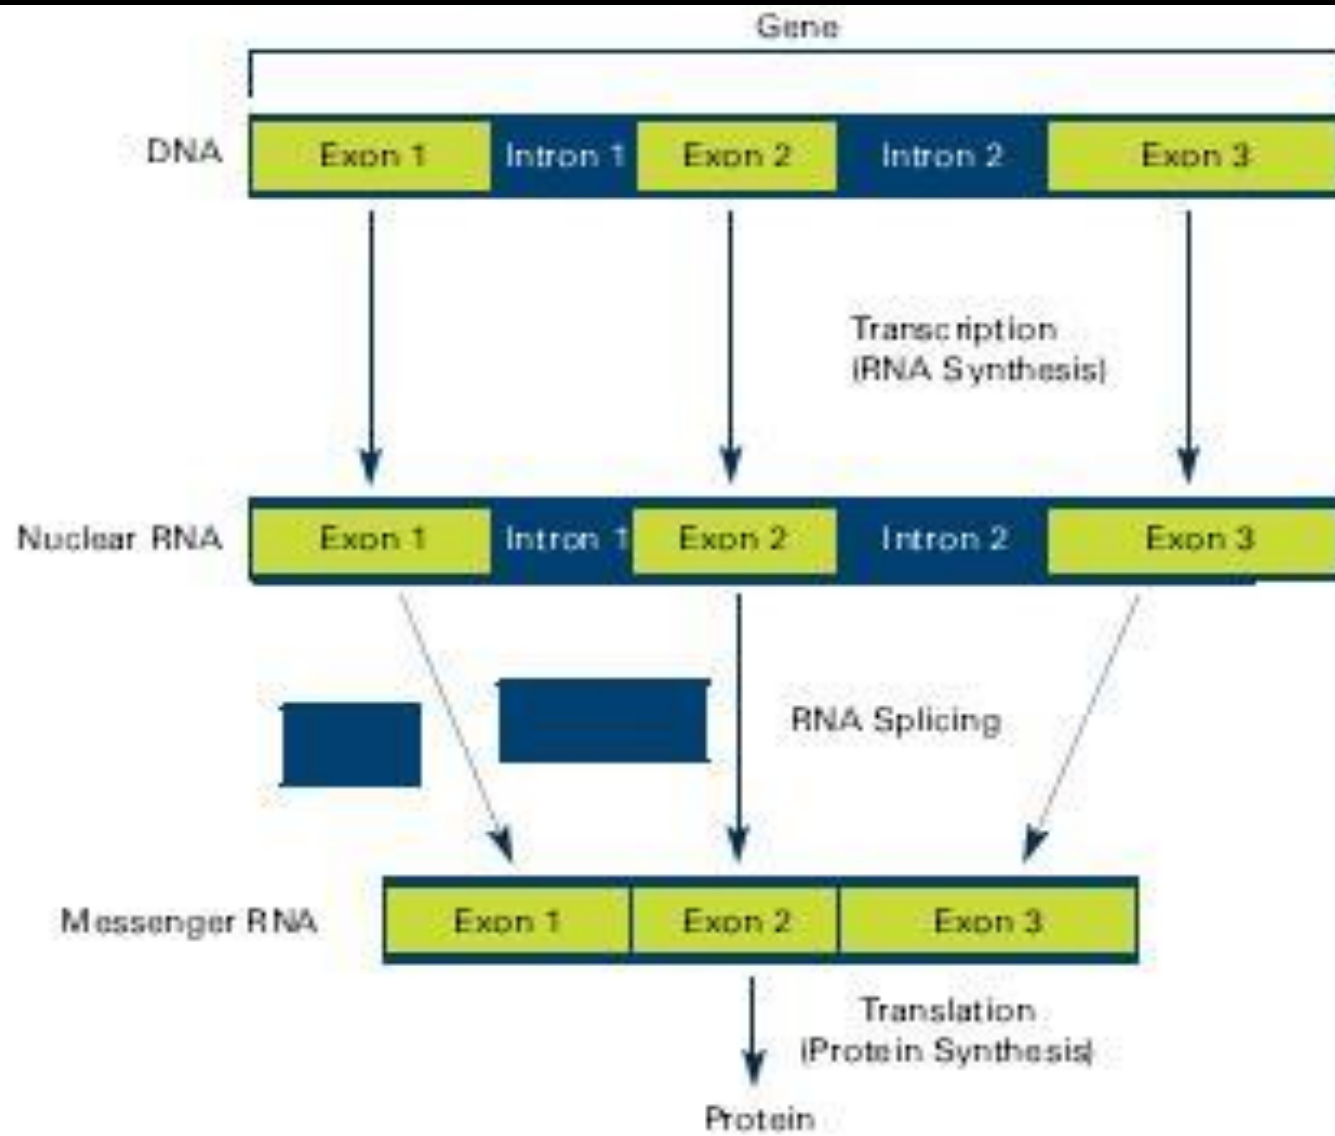 Gene
DNA
Exon 1
Intron 1
Exon 2
Intron 2
Exon 3
Transcription
(RNA Synthesis)
Nuclear RNA
Exon 1
Intron 1
Exon 2
Intron 2
Exon 3
RNA Splicing
Messenger RNA
Exon 1
Exon 2
Exon 3
Translation
(Protein Synthesis)
Protein